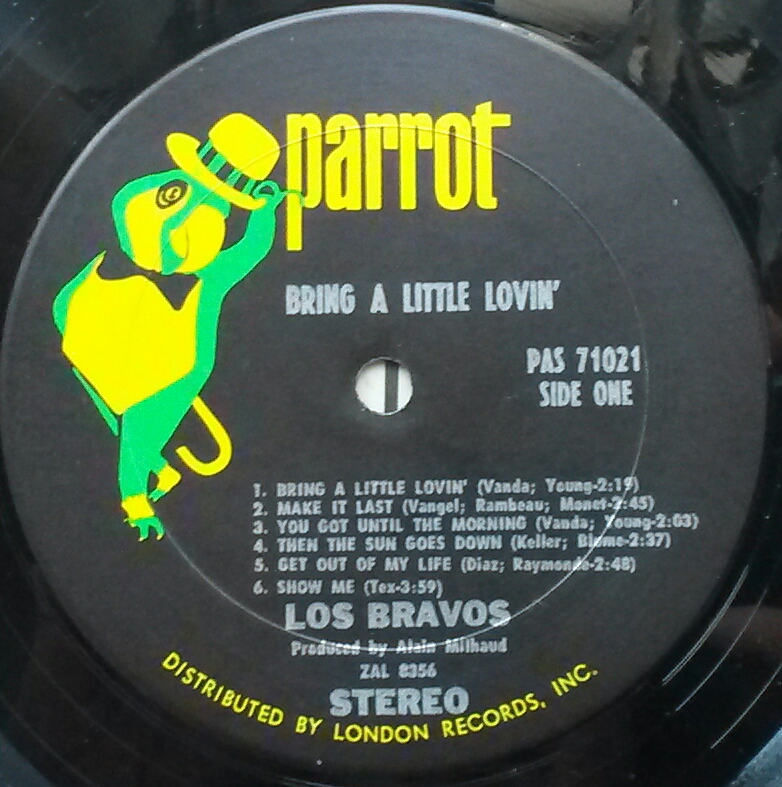 parrot
BRING A LITTLE LOVIN'
PAS 71021
SIDE ONE
1. BRING A LITTLE LOVIN' (Vanda; Young-2:19)
2. MAKE IT LAST (Vangel; Rambeau; Monet-2:45)
3. YOU GOT UNTIL THE MORNING (Vanda; Young-2:03)
4. THEN THE SUN GOES DOWN (Keller; Blume-2:37)
5. GET OUT OF MY LIFE (Diaz; Raymonde-2:48)
6. SHOW ME (Tex-3:59)
LOS BRAVOS
Produced by Alain Milhaud
ZAL 8356
STEREO
DISTRIBUTED BY LONDON RECORDS, INC.